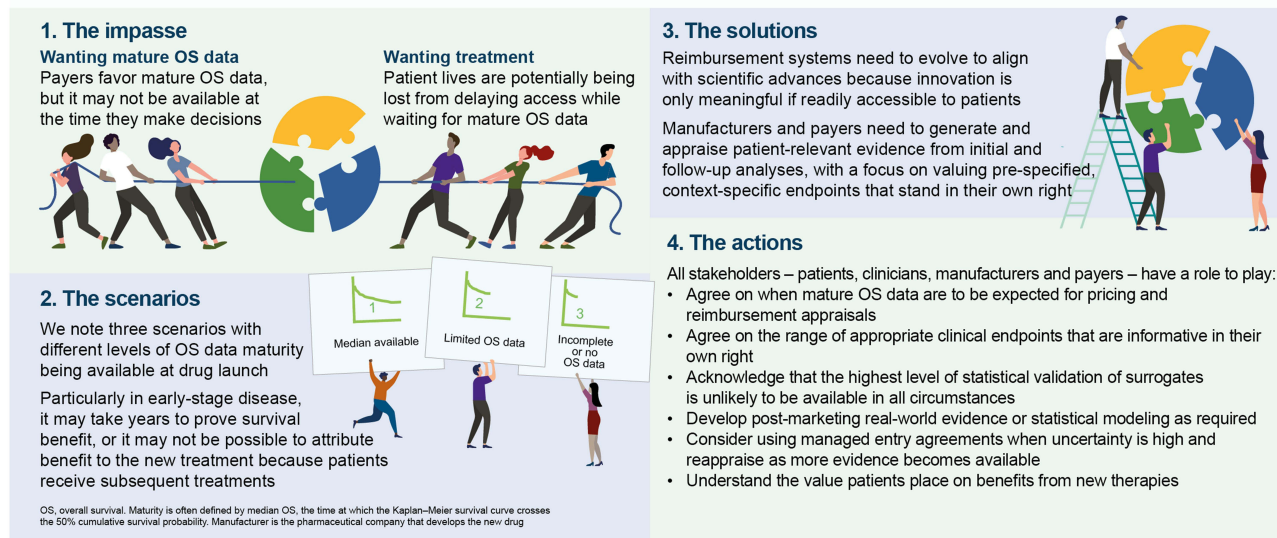 1. The impasse
Wanting mature OS data
Payers favor mature OS data,
but it may not be available at
the time they make decisions
Wanting treatment
Patient lives are potentially being
lost from delaying access while
waiting for mature OS data
2. The scenarios
We note three scenarios with
different levels of OS data maturity
being available at drug launch
Particularly in early-stage disease,
it may take years to prove survival
benefit, or it may not be possible to attribute
benefit to the new treatment because patients
receive subsequent treatments
1
Median available
2
Limited OS data
3
Incomplete
or no
OS data
OS, overall survival. Maturity is often defined by median OS, the time at which the Kaplan–Meier survival curve crosses
the 50% cumulative survival probability. Manufacturer is the pharmaceutical company that develops the new drug
3. The solutions
Reimbursement systems need to evolve to align
with scientific advances because innovation is
only meaningful if readily accessible to patients
Manufacturers and payers need to generate and
appraise patient-relevant evidence from initial and
follow-up analyses, with a focus on valuing pre-specified,
context-specific endpoints that stand in their own right
4. The actions
All stakeholders – patients, clinicians, manufacturers and payers – have a role to play:
• Agree on when mature OS data are to be expected for pricing and
reimbursement appraisals
• Agree on the range of appropriate clinical endpoints that are informative in their
own right
• Acknowledge that the highest level of statistical validation of surrogates
is unlikely to be available in all circumstances
• Develop post-marketing real-world evidence or statistical modeling as required
• Consider using managed entry agreements when uncertainty is high and
reappraise as more evidence becomes available
• Understand the value patients place on benefits from new therapies